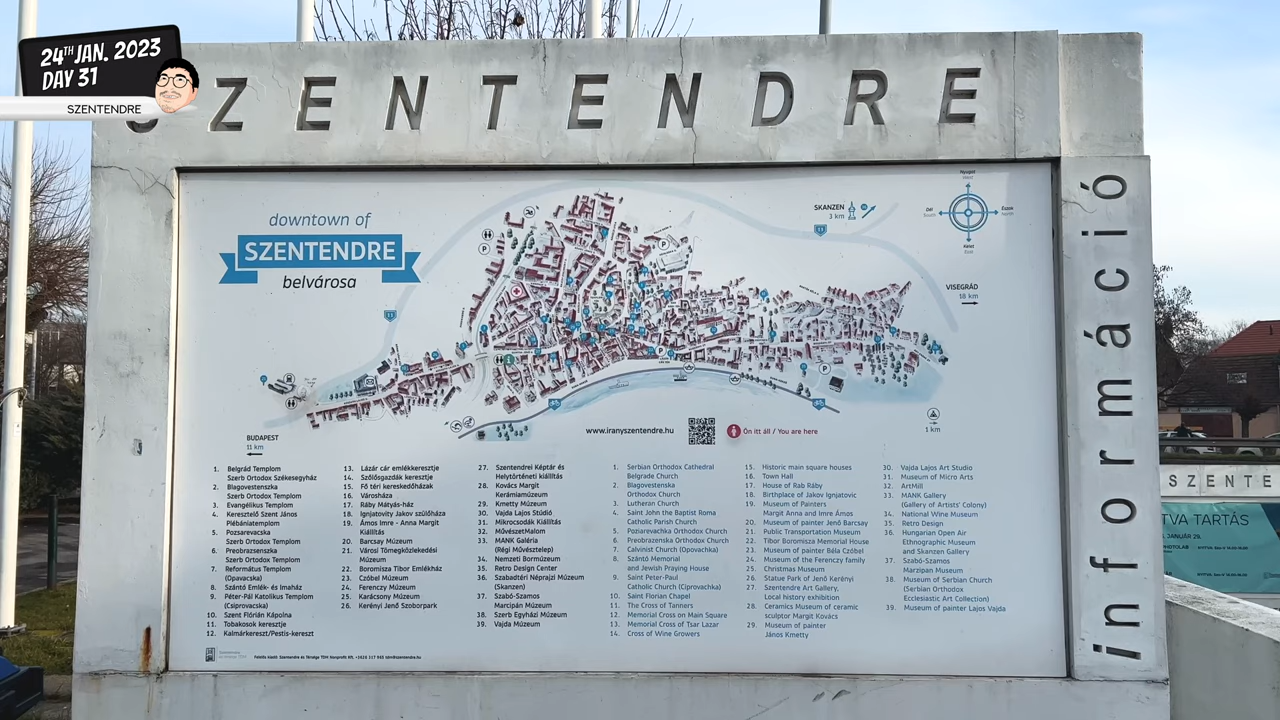 24TH JAN. 2023
DAY 31
SZENTENDRE
SZENTENDRE
információ
downtown of
SZENTENDRE
belvárosa
SKANZEN
3 km
Nyugat
West
Dél
South
Észak
North
Kelet
East
VISEGRÁD
18 km
P
P
P
11
11
BUDAPEST
11 km
1 km
www.iranyszentendre.hu
Ön itt áll / You are here
1. Belgrád Templom
Szerb Ortodox Székesegyház
2. Blagovestenszka
Szerb Ortodox Templom
3. Evangélikus Templom
4. Keresztelő Szent János
Plébániatemplom
5. Pozsarevacska
Szerb Ortodox Templom
6. Preobrazsenszka
Szerb Ortodox Templom
7. Református Templom
(Opavacska)
8. Szántó Emlék- és Imaház
9. Péter-Pál Katolikus Templom
(Csiprovacska)
10. Szent Flórián Kápolna
11. Tobakosok keresztje
12. Kalmárkereszt/Pestis-kereszt
13. Lázár cár emlékkeresztje
14. Szőlősgazdák keresztje
15. Fő téri kereskedőházak
16. Városháza
17. Ráby Mátyás-ház
18. Ignjatovity Jakov szülőháza
19. Ámos Imre - Anna Margit
Kiállítás
20. Barcsay Múzeum
21. Városi Tömegközlekedési
Múzeum
22. Boromisza Tibor Emlékház
23. Czóbel Múzeum
24. Ferenczy Múzeum
25. Karácsony Múzeum
26. Kerényi Jenő Szoborpark
27. Szentendrei Képtár és
Helytörténeti kiállítás
28. Kovács Margit
Kerámiamúzeum
29. Kmetty Múzeum
30. Vajda Lajos Stúdió
31. Mikrocsodák Kiállítás
32. MűvészetMalom
33. MANK Galéria
(Régi Művésztelep)
34. Nemzeti Bormúzeum
35. Retro Design Center
36. Szabadtéri Néprajzi Múzeum
(Skanzen)
37. Szabó-Szamos
Marcipán Múzeum
38. Szerb Egyházi Múzeum
39. Vajda Múzeum
1. Serbian Orthodox Cathedral
Belgrade Church
2. Blagovestenska
Orthodox Church
3. Lutheran Church
4. Saint John the Baptist Roma
Catholic Parish Church
5. Poziarevachka Orthodox Church
6. Preobrazenska Orthodox Church
7. Calvinist Church (Opovachka)
8. Szántó Memorial
and Jewish Praying House
9. Saint Peter-Paul
Catholic Church (Ciprovachka)
10. Saint Florian Chapel
11. The Cross of Tanners
12. Memorial Cross on Main Square
13. Memorial Cross of Tsar Lazar
14. Cross of Wine Growers
15. Historic main square houses
16. Town Hall
17. House of Rab Ráby
18. Birthplace of Jakov Ignjatovic
19. Museum of Painters
Margit Anna and Imre Ámos
20. Museum of painter Jenő Barcsay
21. Public Transportation Museum
22. Tibor Boromisza Memorial House
23. Museum of painter Béla Czóbel
24. Museum of the Ferenczy family
25. Christmas Museum
26. Statue Park of Jenő Kerényi
27. Szentendre Art Gallery,
Local history exhibition
28. Ceramics Museum of ceramic
sculptor Margit Kovács
29. Museum of painter
János Kmetty
30. Vajda Lajos Art Studio
31. Museum of Micro Arts
32. ArtMill
33. MANK Gallery
(Gallery of Artists' Colony)
34. National Wine Museum
35. Retro Design
36. Hungarian Open Air
Ethnographic Museum
and Skanzen Gallery
37. Szabó-Szamos
Marzipan Museum
38. Museum of Serbian Church
(Serbian Orthodox
Ecclesiastic Art Collection)
39. Museum of painter Lajos Vajda
SZENTE
TVA TARTÁS
JANUÁR 29.